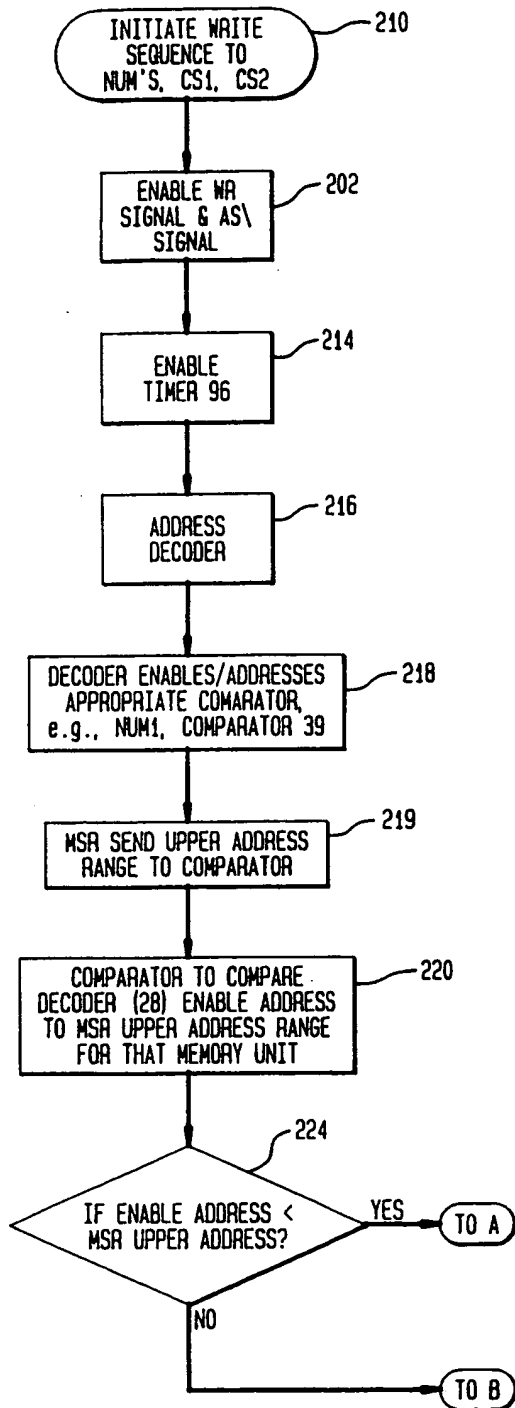 INITIATE WRITE
SEQUENCE TO
NUM'S, CS1, CS2
210
ENABLE WR
SIGNAL & AS\
SIGNAL
202
ENABLE
TIMER 96
214
ADDRESS
DECODER
216
DECODER ENABLES/ADDRESSES
APPROPRIATE COMARATOR,
e.g., NUM1, COMPARATOR 39
218
MSR SEND UPPER ADDRESS
RANGE TO COMPARATOR
219
COMPARATOR TO COMPARE
DECODER (28) ENABLE ADDRESS
TO MSR UPPER ADDRESS RANGE
FOR THAT MEMORY UNIT
220
224
IF ENABLE ADDRESS <
MSR UPPER ADDRESS?
YES
TO A
NO
TO B